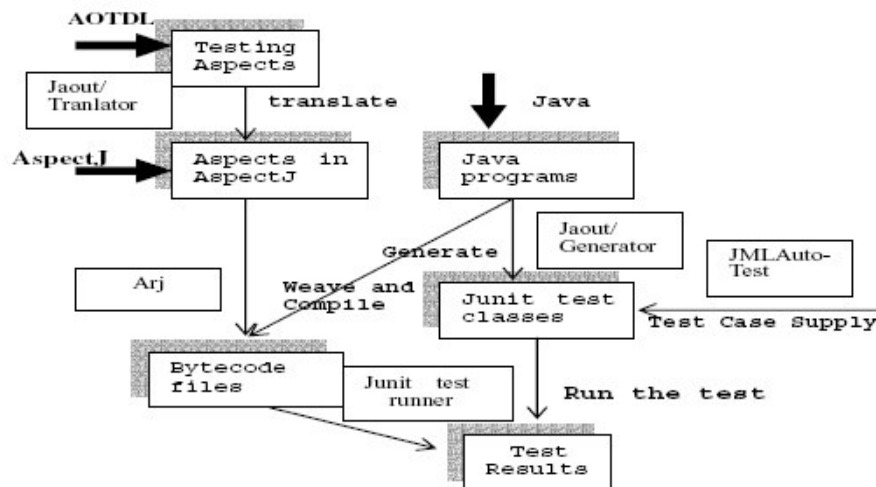 AOTDL
Testing
Aspects
Jaout/
Tranlator
translate
Java
AspectJ
Aspects in
AspectJ
Java
programs
Generate
Jaout/
Generator
JMLAuto-
Test
Arj
Weave and
Compile
Junit test
classes
Test Case Supply
Bytecode
files
Junit test
runner
Run the test
Test
Results